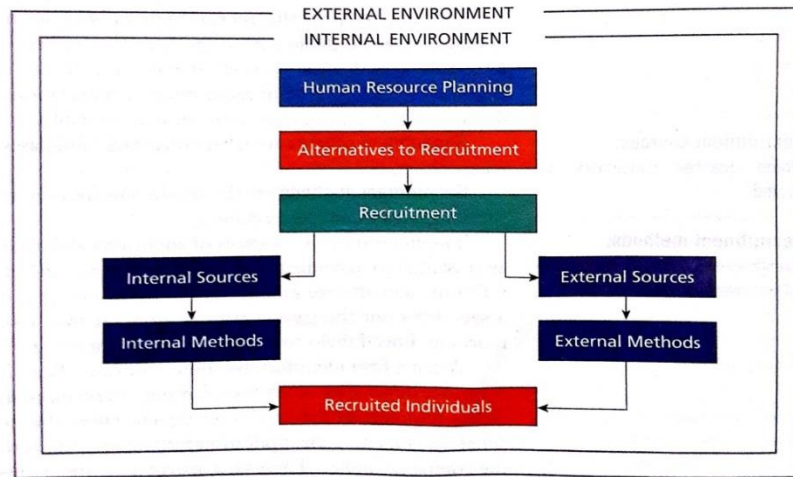 EXTERNAL ENVIRONMENT
INTERNAL ENVIRONMENT
Human Resource Planning
Alternatives to Recruitment
Recruitment
Internal Sources
External Sources
Internal Methods
External Methods
Recruited Individuals